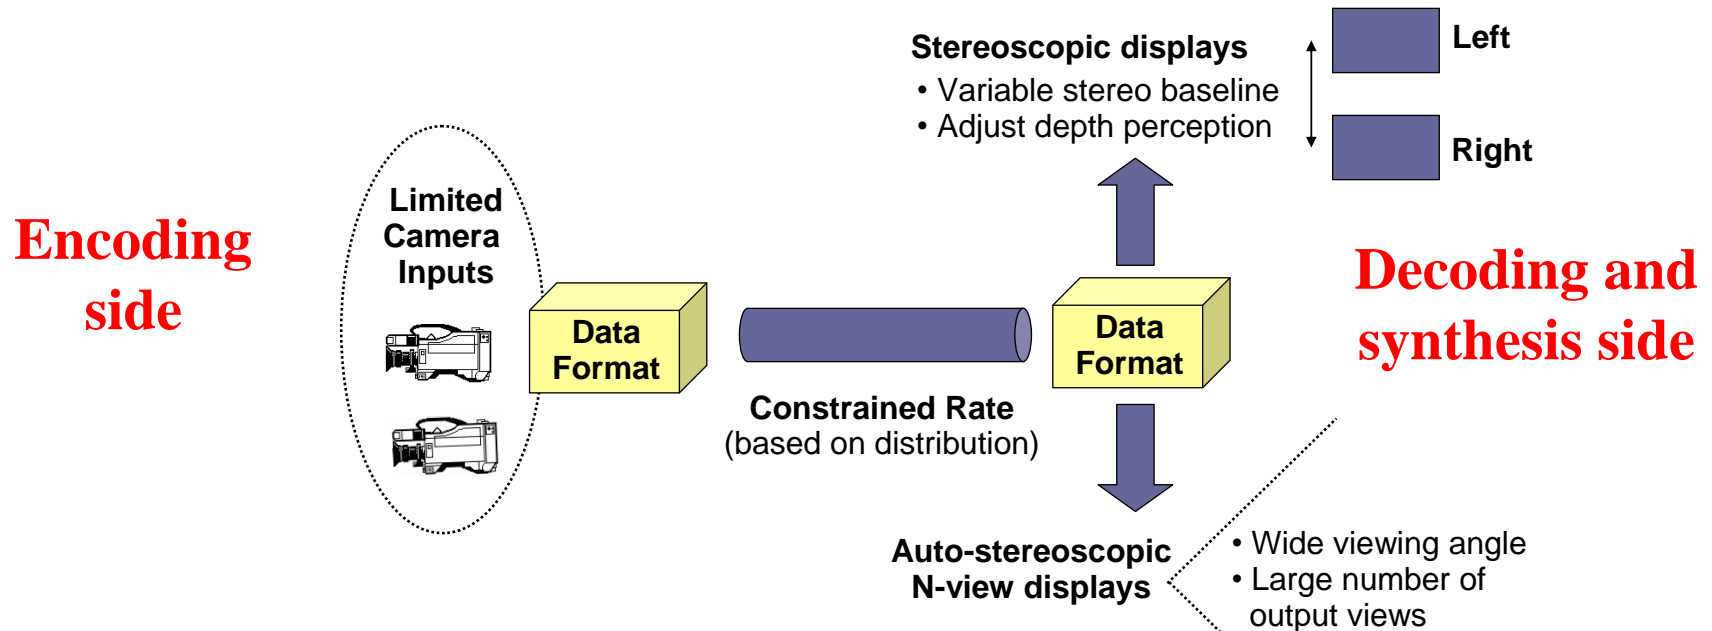 Encoding
side
Limited
Camera
Inputs
Data
Format
Constrained Rate
(based on distribution)
Data
Format
Stereoscopic displays
• Variable stereo baseline
• Adjust depth perception
Left
Right
Decoding and
synthesis side
Auto-stereoscopic
N-view displays
• Wide viewing angle
• Large number of
output views